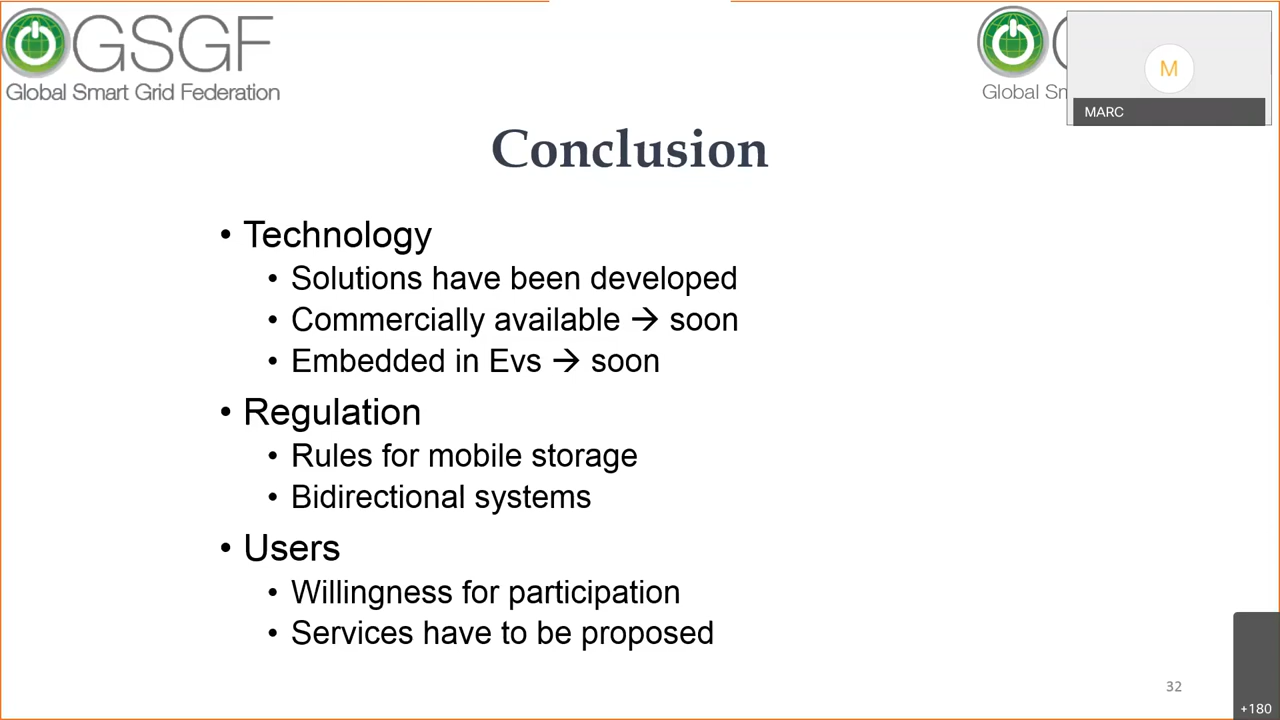 GSGF
Global Smart Grid Federation
Global Sm
M
MARC
Conclusion
• Technology
• Solutions have been developed
• Commercially available → soon
• Embedded in Evs → soon
• Regulation
• Rules for mobile storage
• Bidirectional systems
• Users
• Willingness for participation
• Services have to be proposed
32
+180